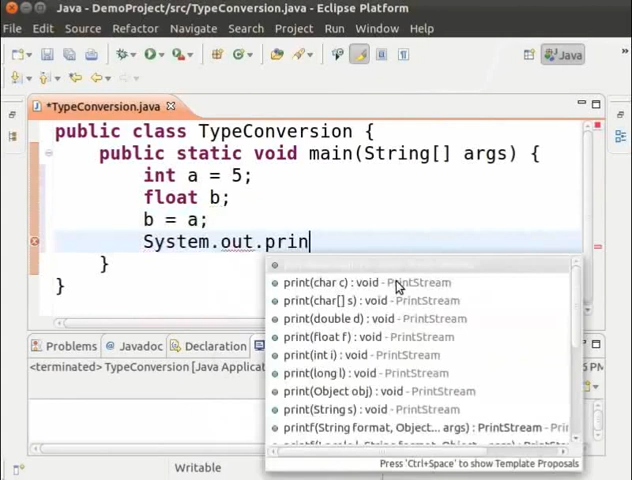 Java - DemoProject/src/TypeConversion.java - Eclipse Platform
File Edit Source Refactor Navigate Search Project Run Window Help
Java
*TypeConversion.java
public class TypeConversion {
public static void main(String[] args) {
int a = 5;
float b;
b = a;
System.out.prin
}
}
print(char c) : void - PrintStream
print(char[] s) : void - PrintStream
print(double d) : void - PrintStream
print(float f) : void - PrintStream
print(int i) : void - PrintStream
print(long l) : void - PrintStream
print(Object obj) : void - PrintStream
print(String s) : void - PrintStream
printf(String format, Object... args) : PrintStream - Prin
Press 'Ctrl+Space' to show Template Proposals
Problems Javadoc Declaration
<terminated> TypeConversion [Java Applicat
Writable